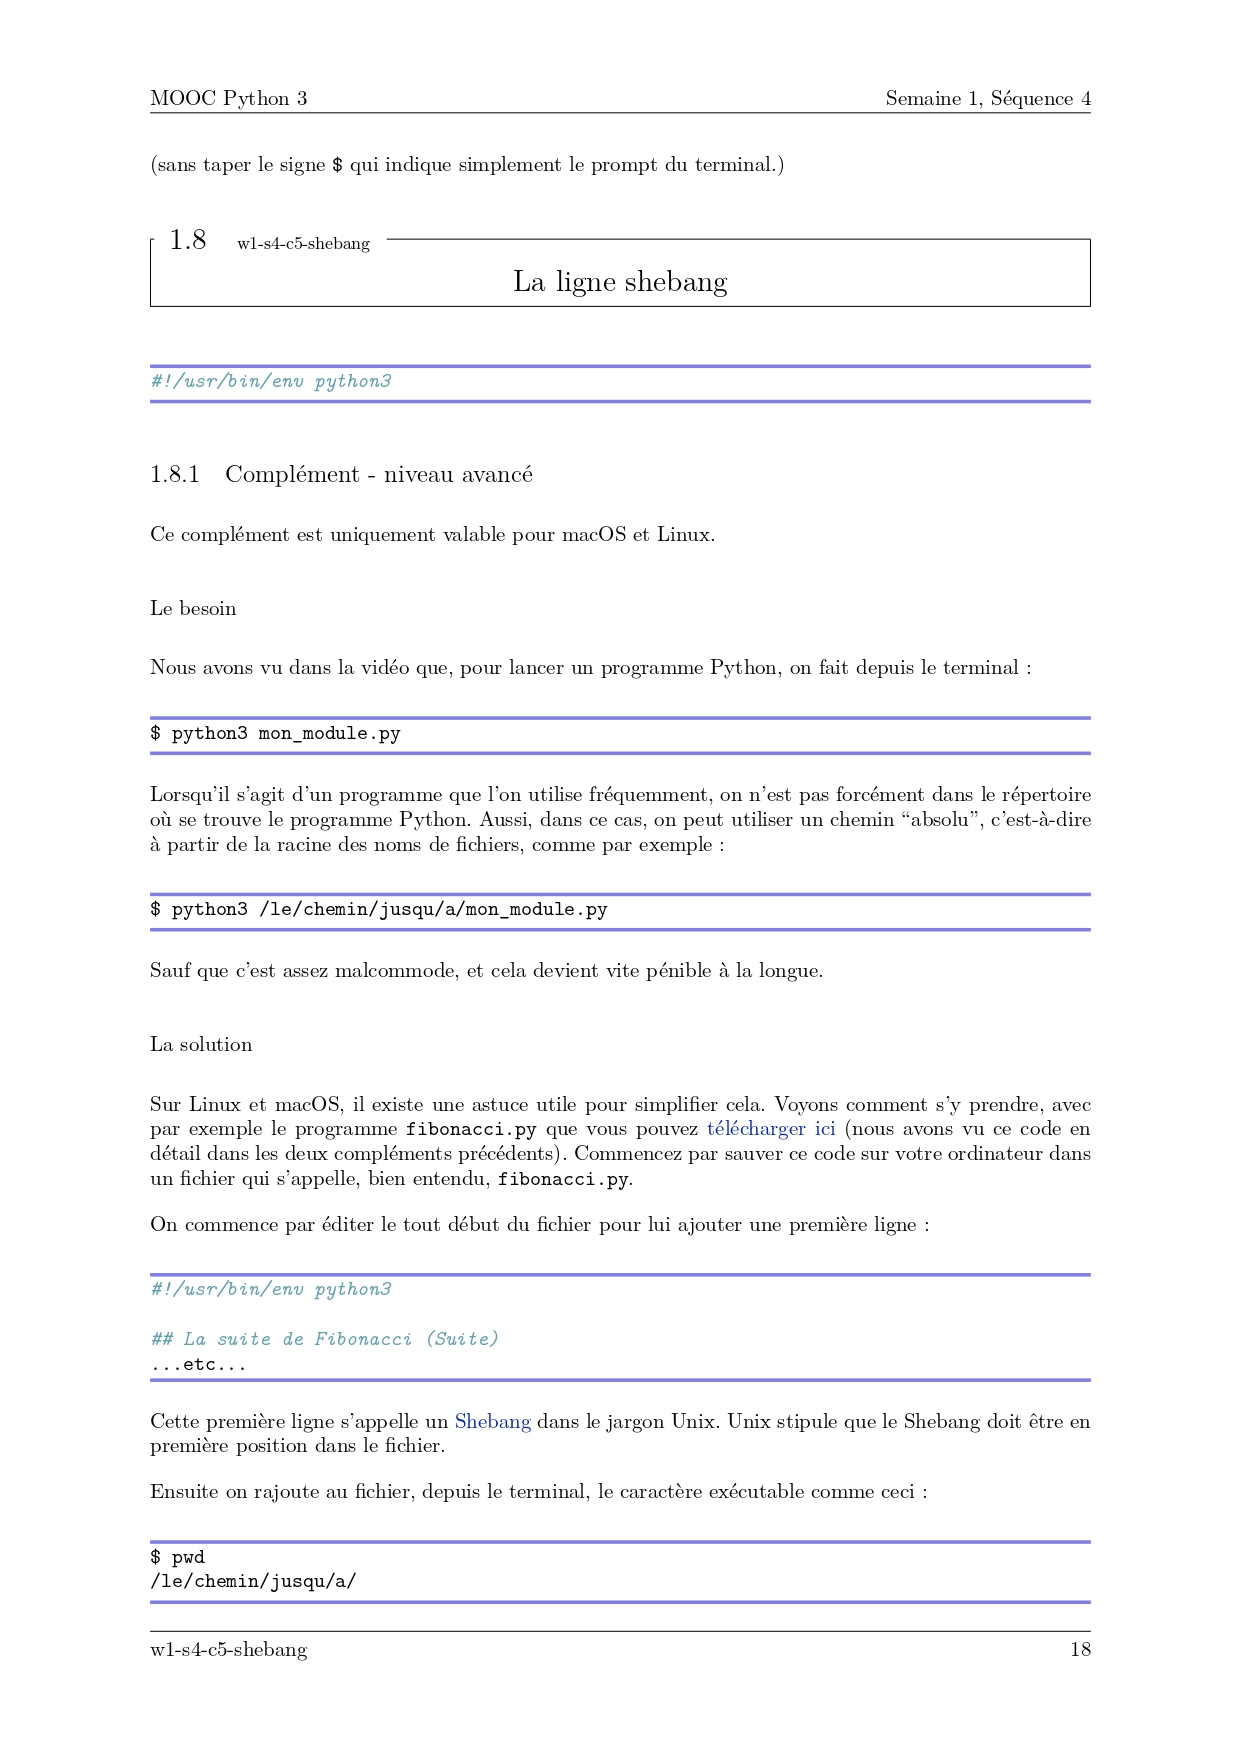 MOOC Python 3 Semaine 1, Séquence 4
(sans taper le signe $ qui indique simplement le prompt du terminal.)
1.8 w1-s4-c5-shebang
La ligne shebang
#!/usr/bin/env python3
1.8.1 Complément - niveau avancé
Ce complément est uniquement valable pour macOS et Linux.
Le besoin
Nous avons vu dans la vidéo que, pour lancer un programme Python, on fait depuis le terminal :
$ python3 mon_module.py
Lorsqu'il s'agit d'un programme que l'on utilise fréquemment, on n'est pas forcément dans le répertoire
où se trouve le programme Python. Aussi, dans ce cas, on peut utiliser un chemin “absolu”, c'est-à-dire
à partir de la racine des noms de fichiers, comme par exemple :
$ python3 /le/chemin/jusqu/a/mon_module.py
Sauf que c'est assez malcommode, et cela devient vite pénible à la longue.
La solution
Sur Linux et macOS, il existe une astuce utile pour simplifier cela. Voyons comment s'y prendre, avec
par exemple le programme fibonacci.py que vous pouvez télécharger ici (nous avons vu ce code en
détail dans les deux compléments précédents). Commencez par sauver ce code sur votre ordinateur dans
un fichier qui s'appelle, bien entendu, fibonacci.py.
On commence par éditer le tout début du fichier pour lui ajouter une première ligne :
#!/usr/bin/env python3
## La suite de Fibonacci (Suite)
...etc...
Cette première ligne s'appelle un Shebang dans le jargon Unix. Unix stipule que le Shebang doit être en
première position dans le fichier.
Ensuite on rajoute au fichier, depuis le terminal, le caractère exécutable comme ceci :
$ pwd
/le/chemin/jusqu/a/
w1-s4-c5-shebang 18